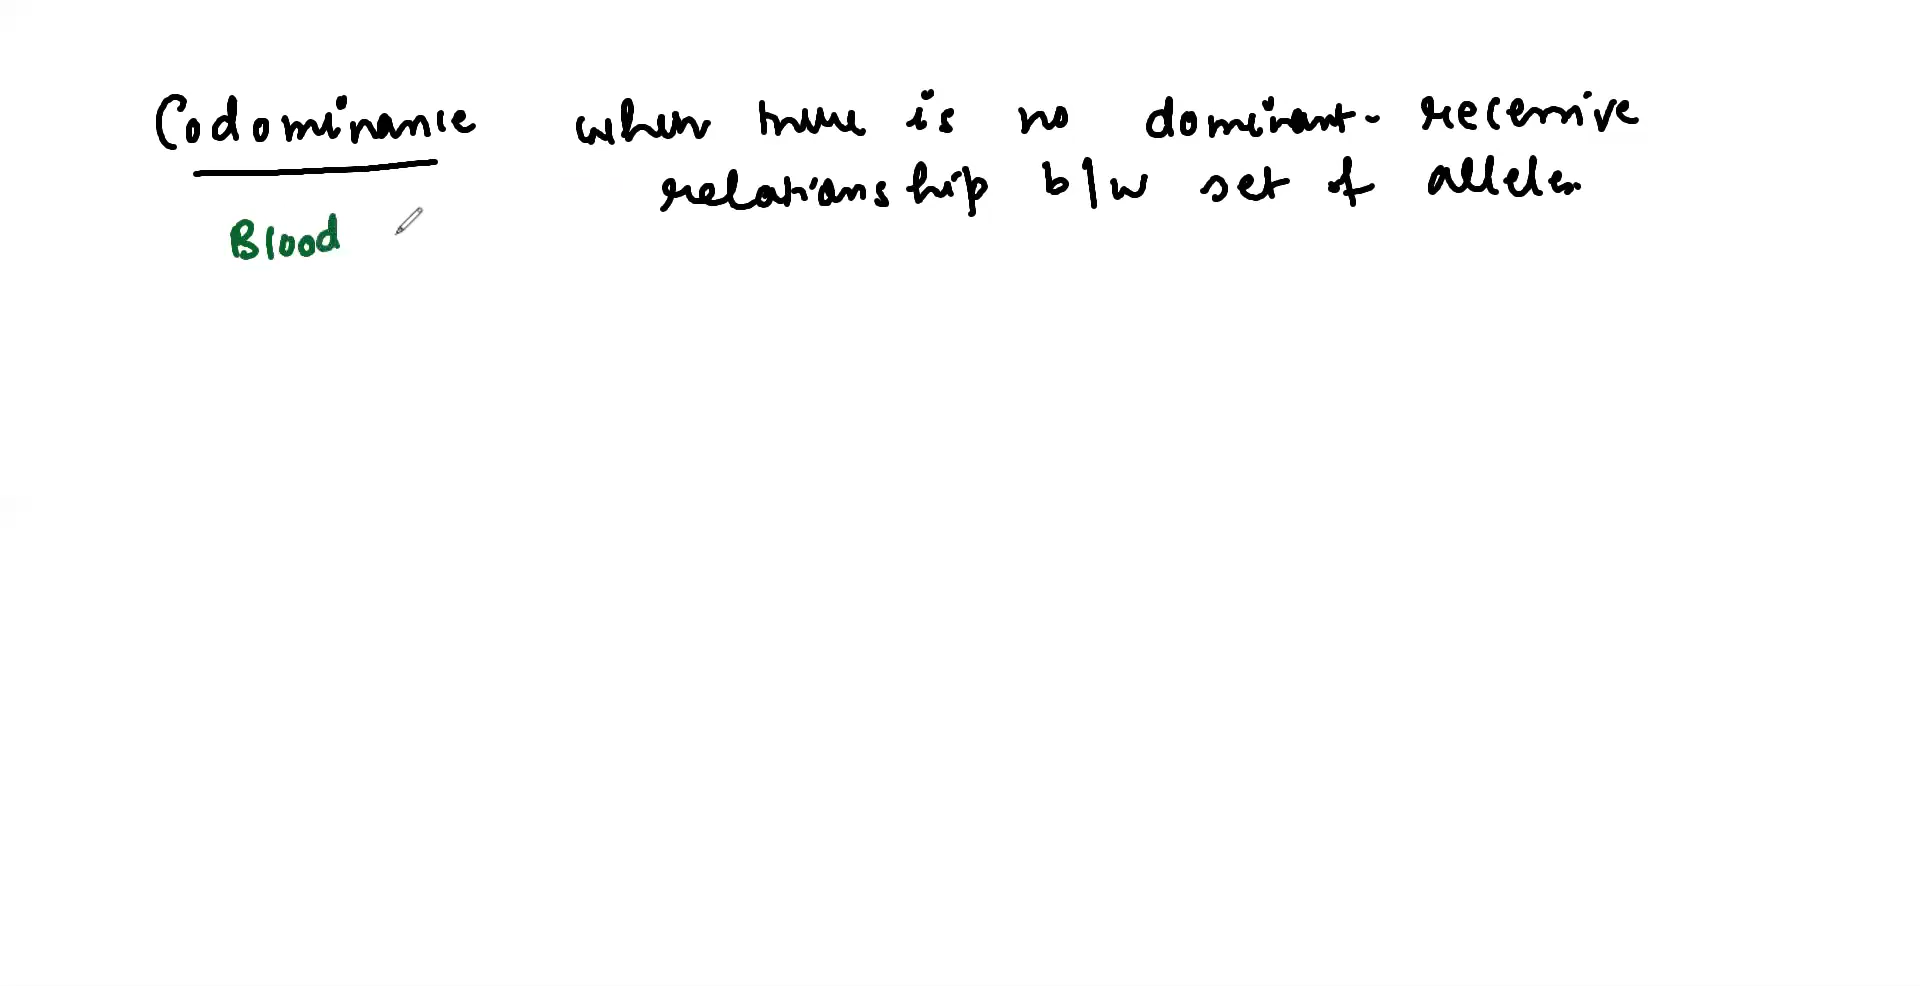 Codominance when there is no dominant-recessive
relationship b/w set of alleles
Blood